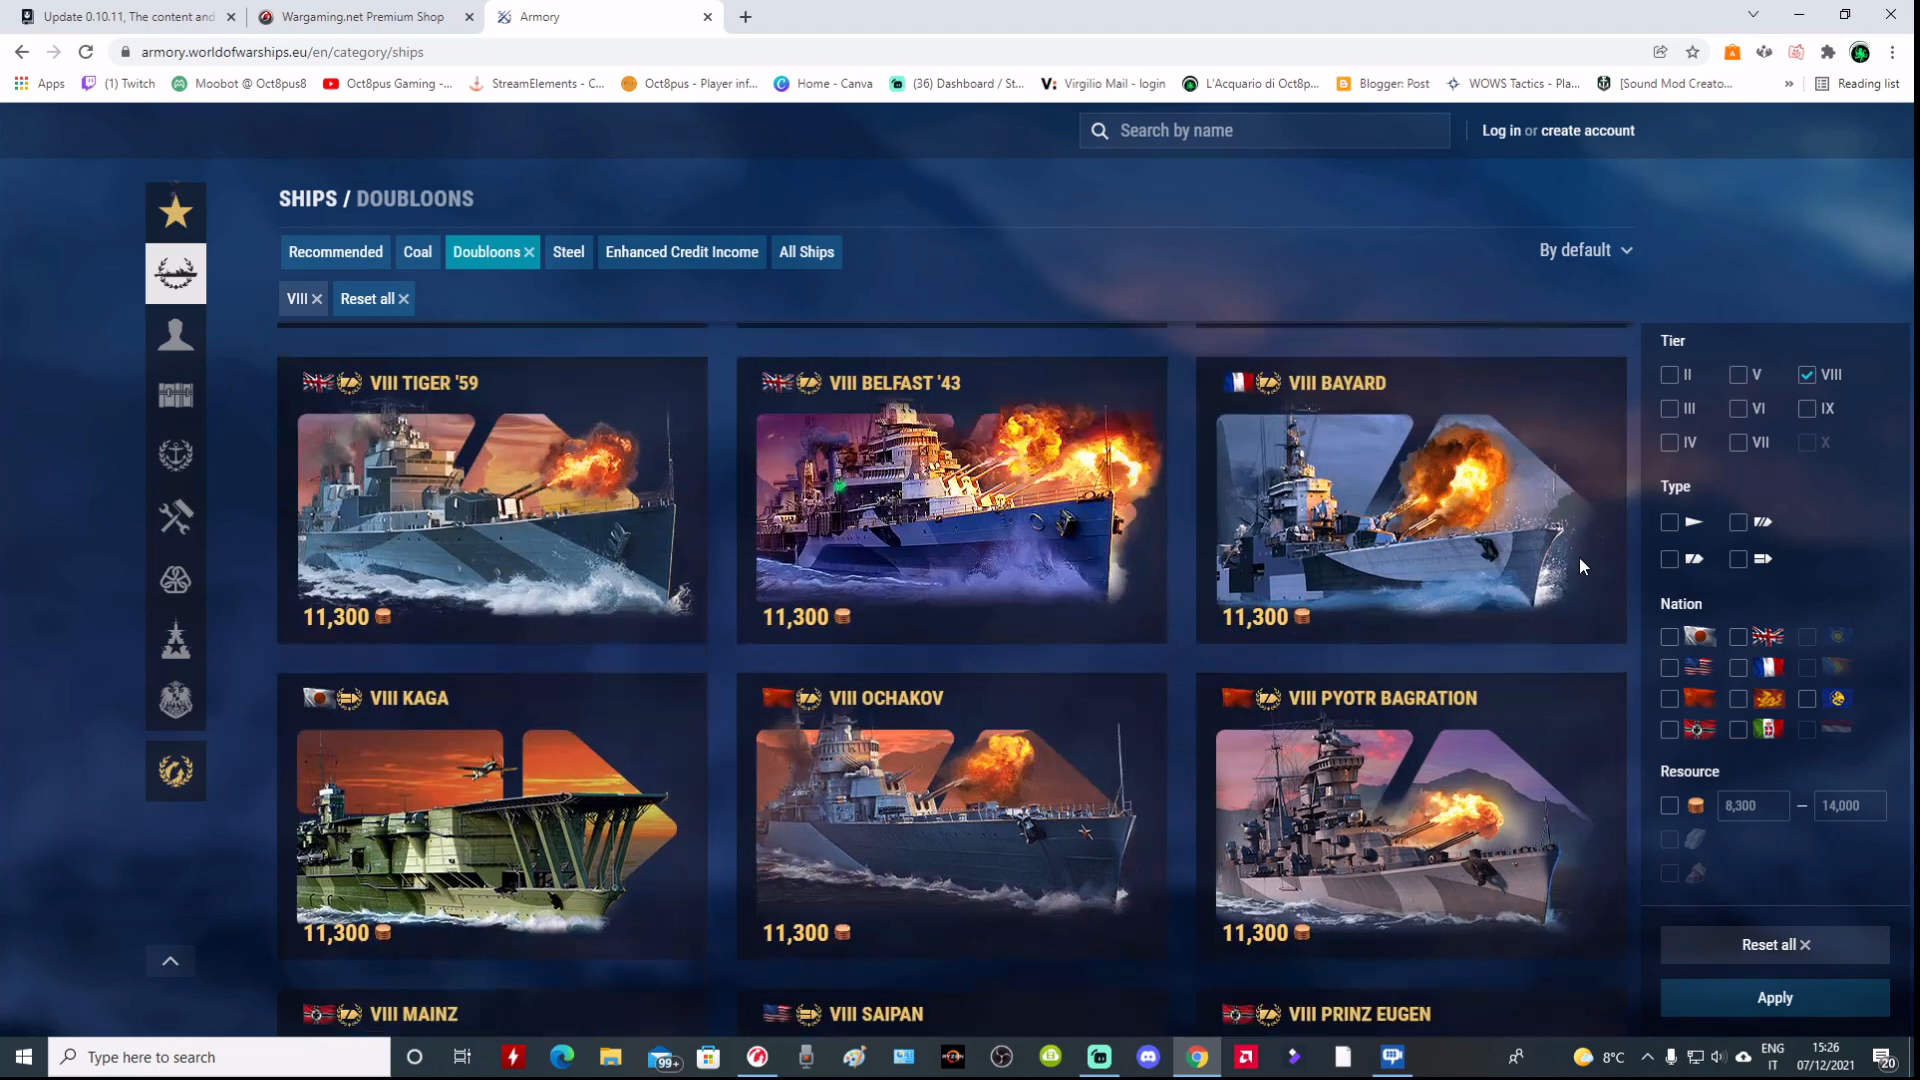 Update 0.10.11, The content and
Wargaming.net Premium Shop
Armory
armory.worldofwarships.eu/en/category/ships
Apps
(1) Twitch
Moobot @ Oct8pus8
Oct8pus Gaming -...
StreamElements - C...
Oct8pus - Player inf...
Home - Canva
(36) Dashboard / St...
Virgilio Mail - login
L'Acquario di Oct8p...
Blogger: Post
WOWS Tactics - Pla...
[Sound Mod Creato...
»
Reading list
Search by name
Log in or create account
SHIPS / DOUBLOONS
Recommended
Coal
Doubloons
Steel
Enhanced Credit Income
All Ships
By default
VIII
Reset all
VIII TIGER '59
11,300
VIII BELFAST '43
11,300
VIII BAYARD
11,300
VIII KAGA
11,300
VIII OCHAKOV
11,300
VIII PYOTR BAGRATION
11,300
VIII MAINZ
VIII SAIPAN
VIII PRINZ EUGEN
Tier
II V VIII
III VI IX
IV VII X
Type
Nation
Resource
8,300 — 14,000
Reset all
Apply
Type here to search
99+
RYZEN
8°C
ENG
IT
15:26
07/12/2021
20